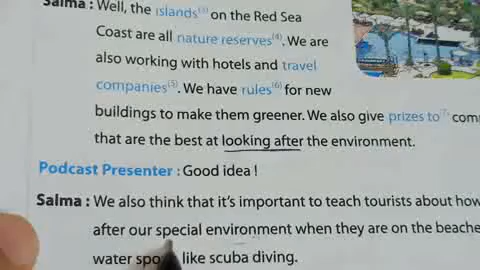 Salma : Well, the islands(3) on the Red Sea
Coast are all nature reserves(4). We are
also working with hotels and travel
companies(5). We have rules(6) for new
buildings to make them greener. We also give prizes to(7)
that are the best at looking after the environment.
Podcast Presenter : Good idea !
Salma : We also think that it's important to teach tourists about how
after our special environment when they are on the
water like scuba diving.